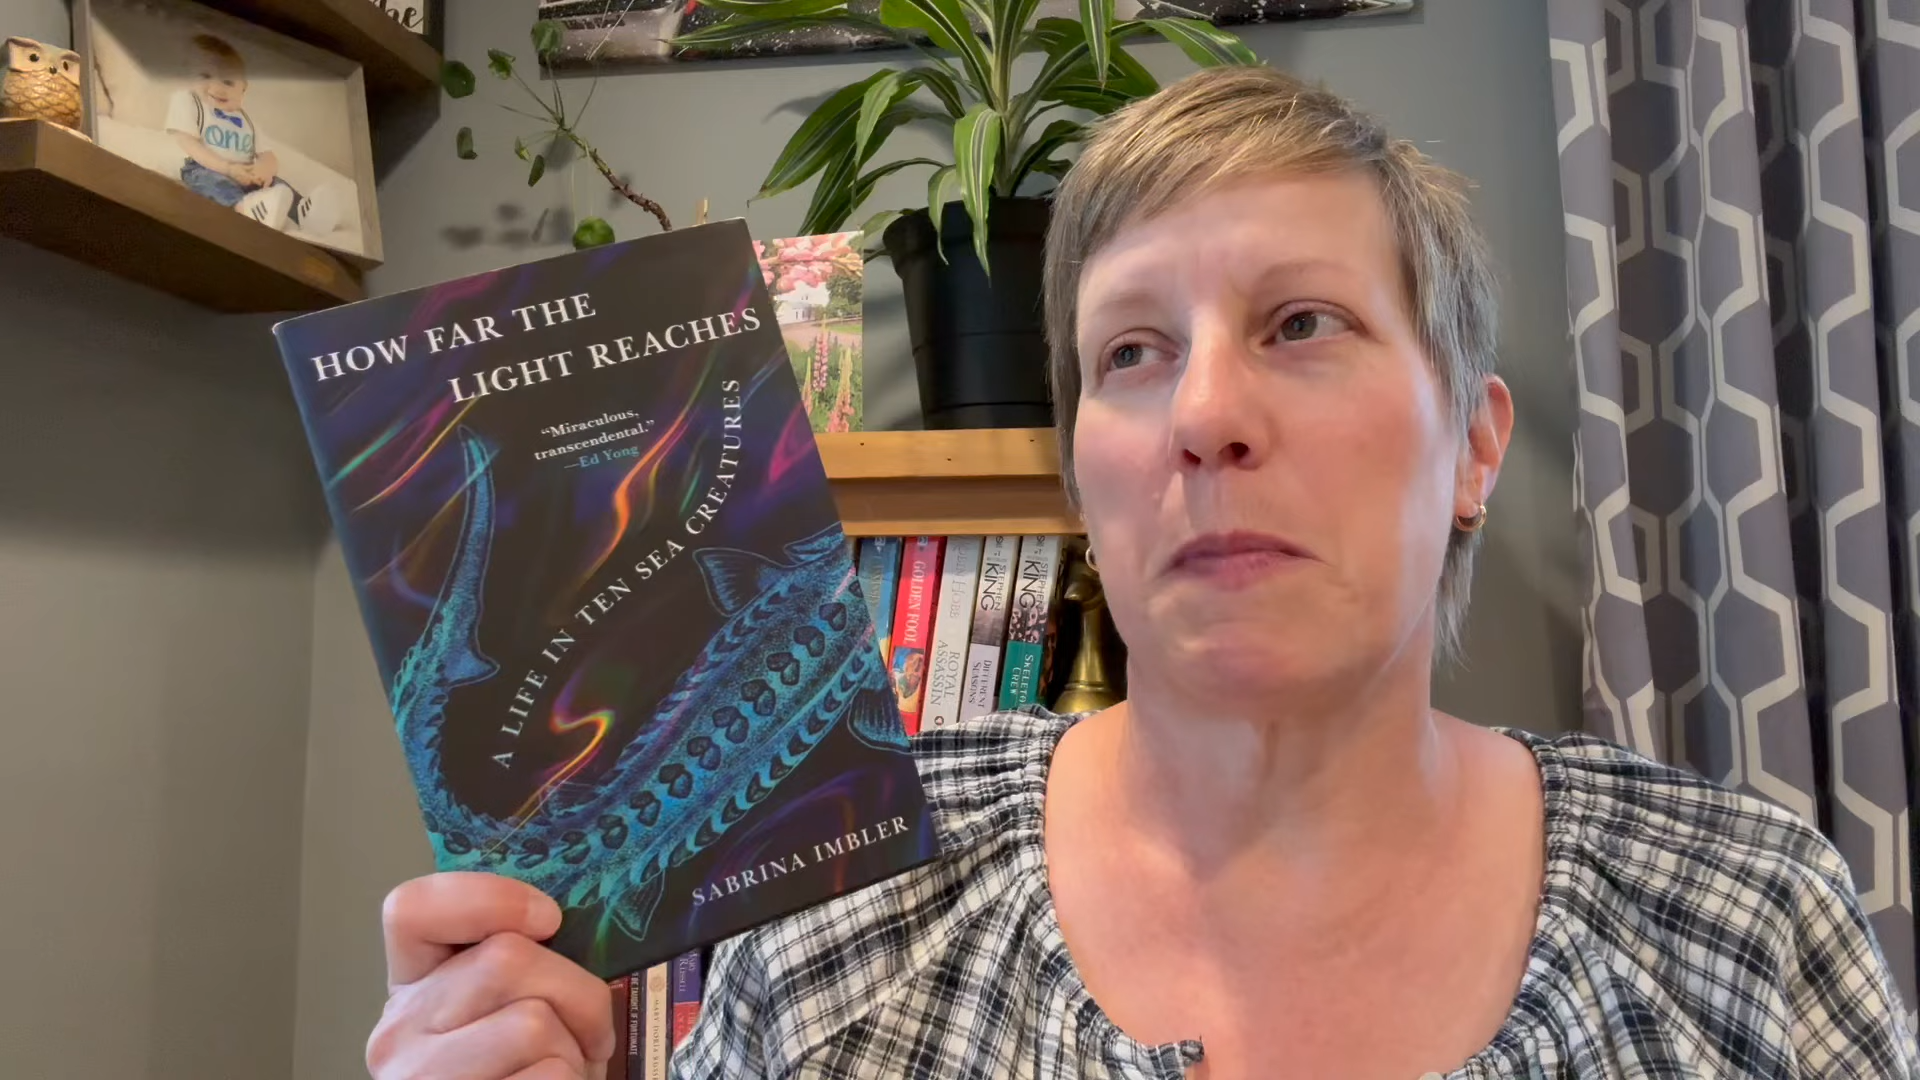 one
HOW FAR THE
LIGHT REACHES
“Miraculous,
transcendental.”
—Ed Yong
A LIFE IN TEN SEA CREATURES
SABRINA IMBLER
GOLDEN FOOL
ROYAL ASSASSIN
STEPHEN KING
DIFFERENT SEASONS
STEPHEN KING
SKELETON CREW